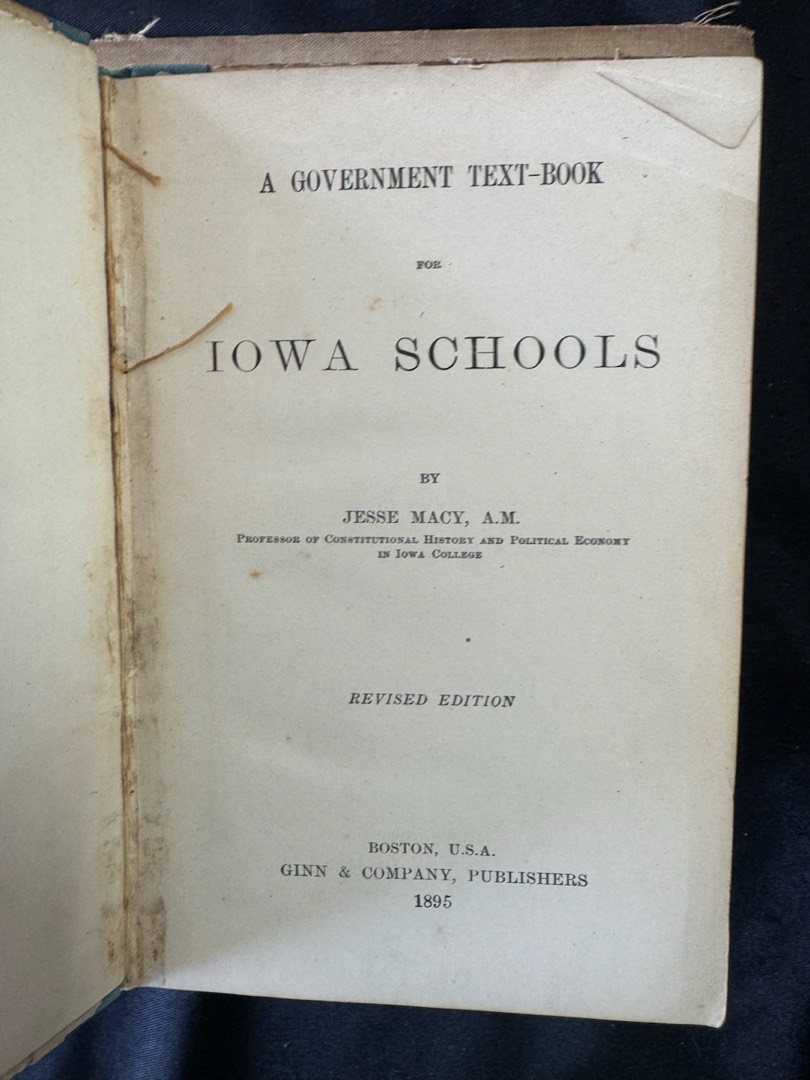 A GOVERNMENT TEXT-BOOK
FOR
IOWA SCHOOLS
BY
JESSE MACY, A.M.
PROFESSOR OF CONSTITUTIONAL HISTORY AND POLITICAL ECONOMY
IN IOWA COLLEGE
REVISED EDITION
BOSTON, U.S.A.
GINN & COMPANY, PUBLISHERS
1895